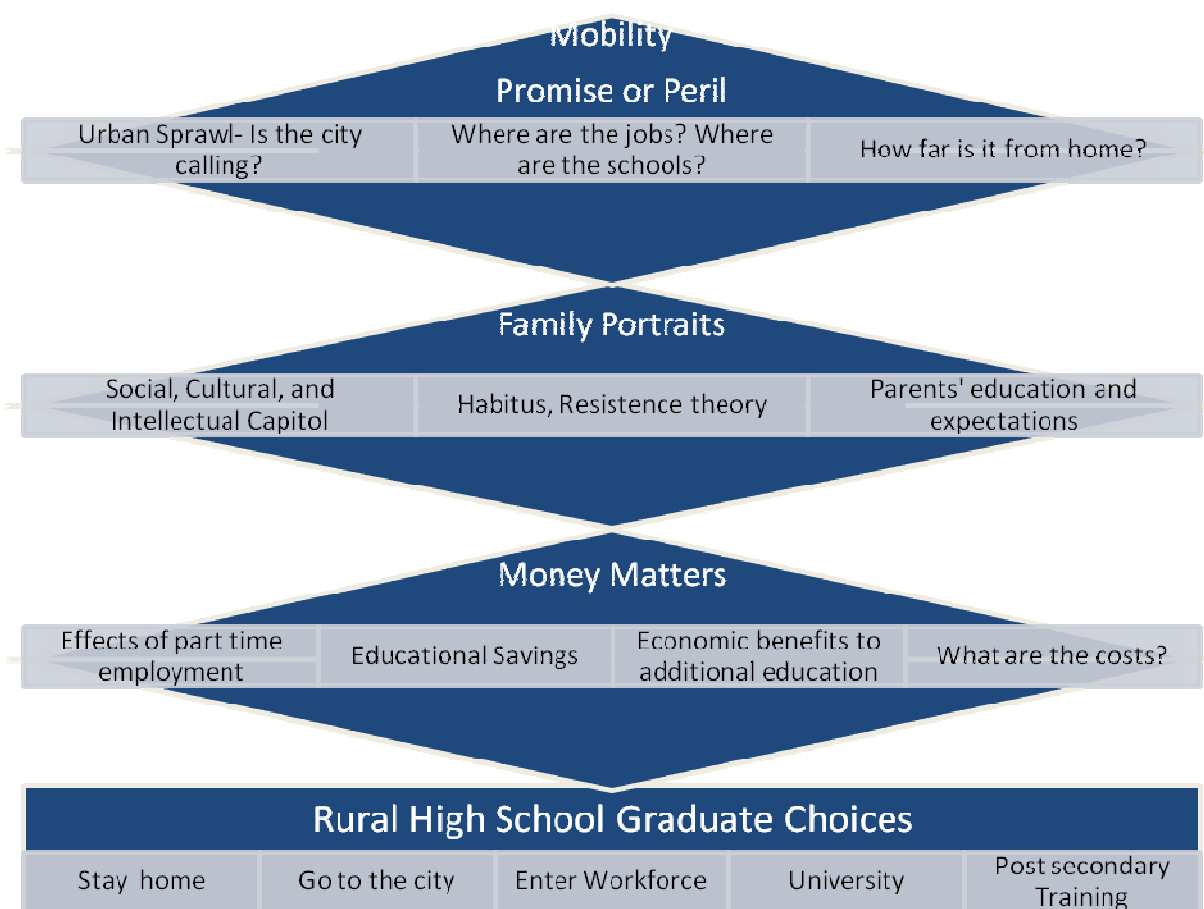 Mobility
Promise or Peril
Urban Sprawl- Is the city
calling?
Where are the jobs? Where
are the schools?
How far is it from home?
Family Portraits
Social, Cultural, and
Intellectual Capitol
Habitus, Resistence theory
Parents' education and
expectations
Money Matters
Effects of part time
employment
Educational Savings
Economic benefits to
additional education
What are the costs?
Rural High School Graduate Choices
Stay home
Go to the city
Enter Workforce
University
Post secondary
Training